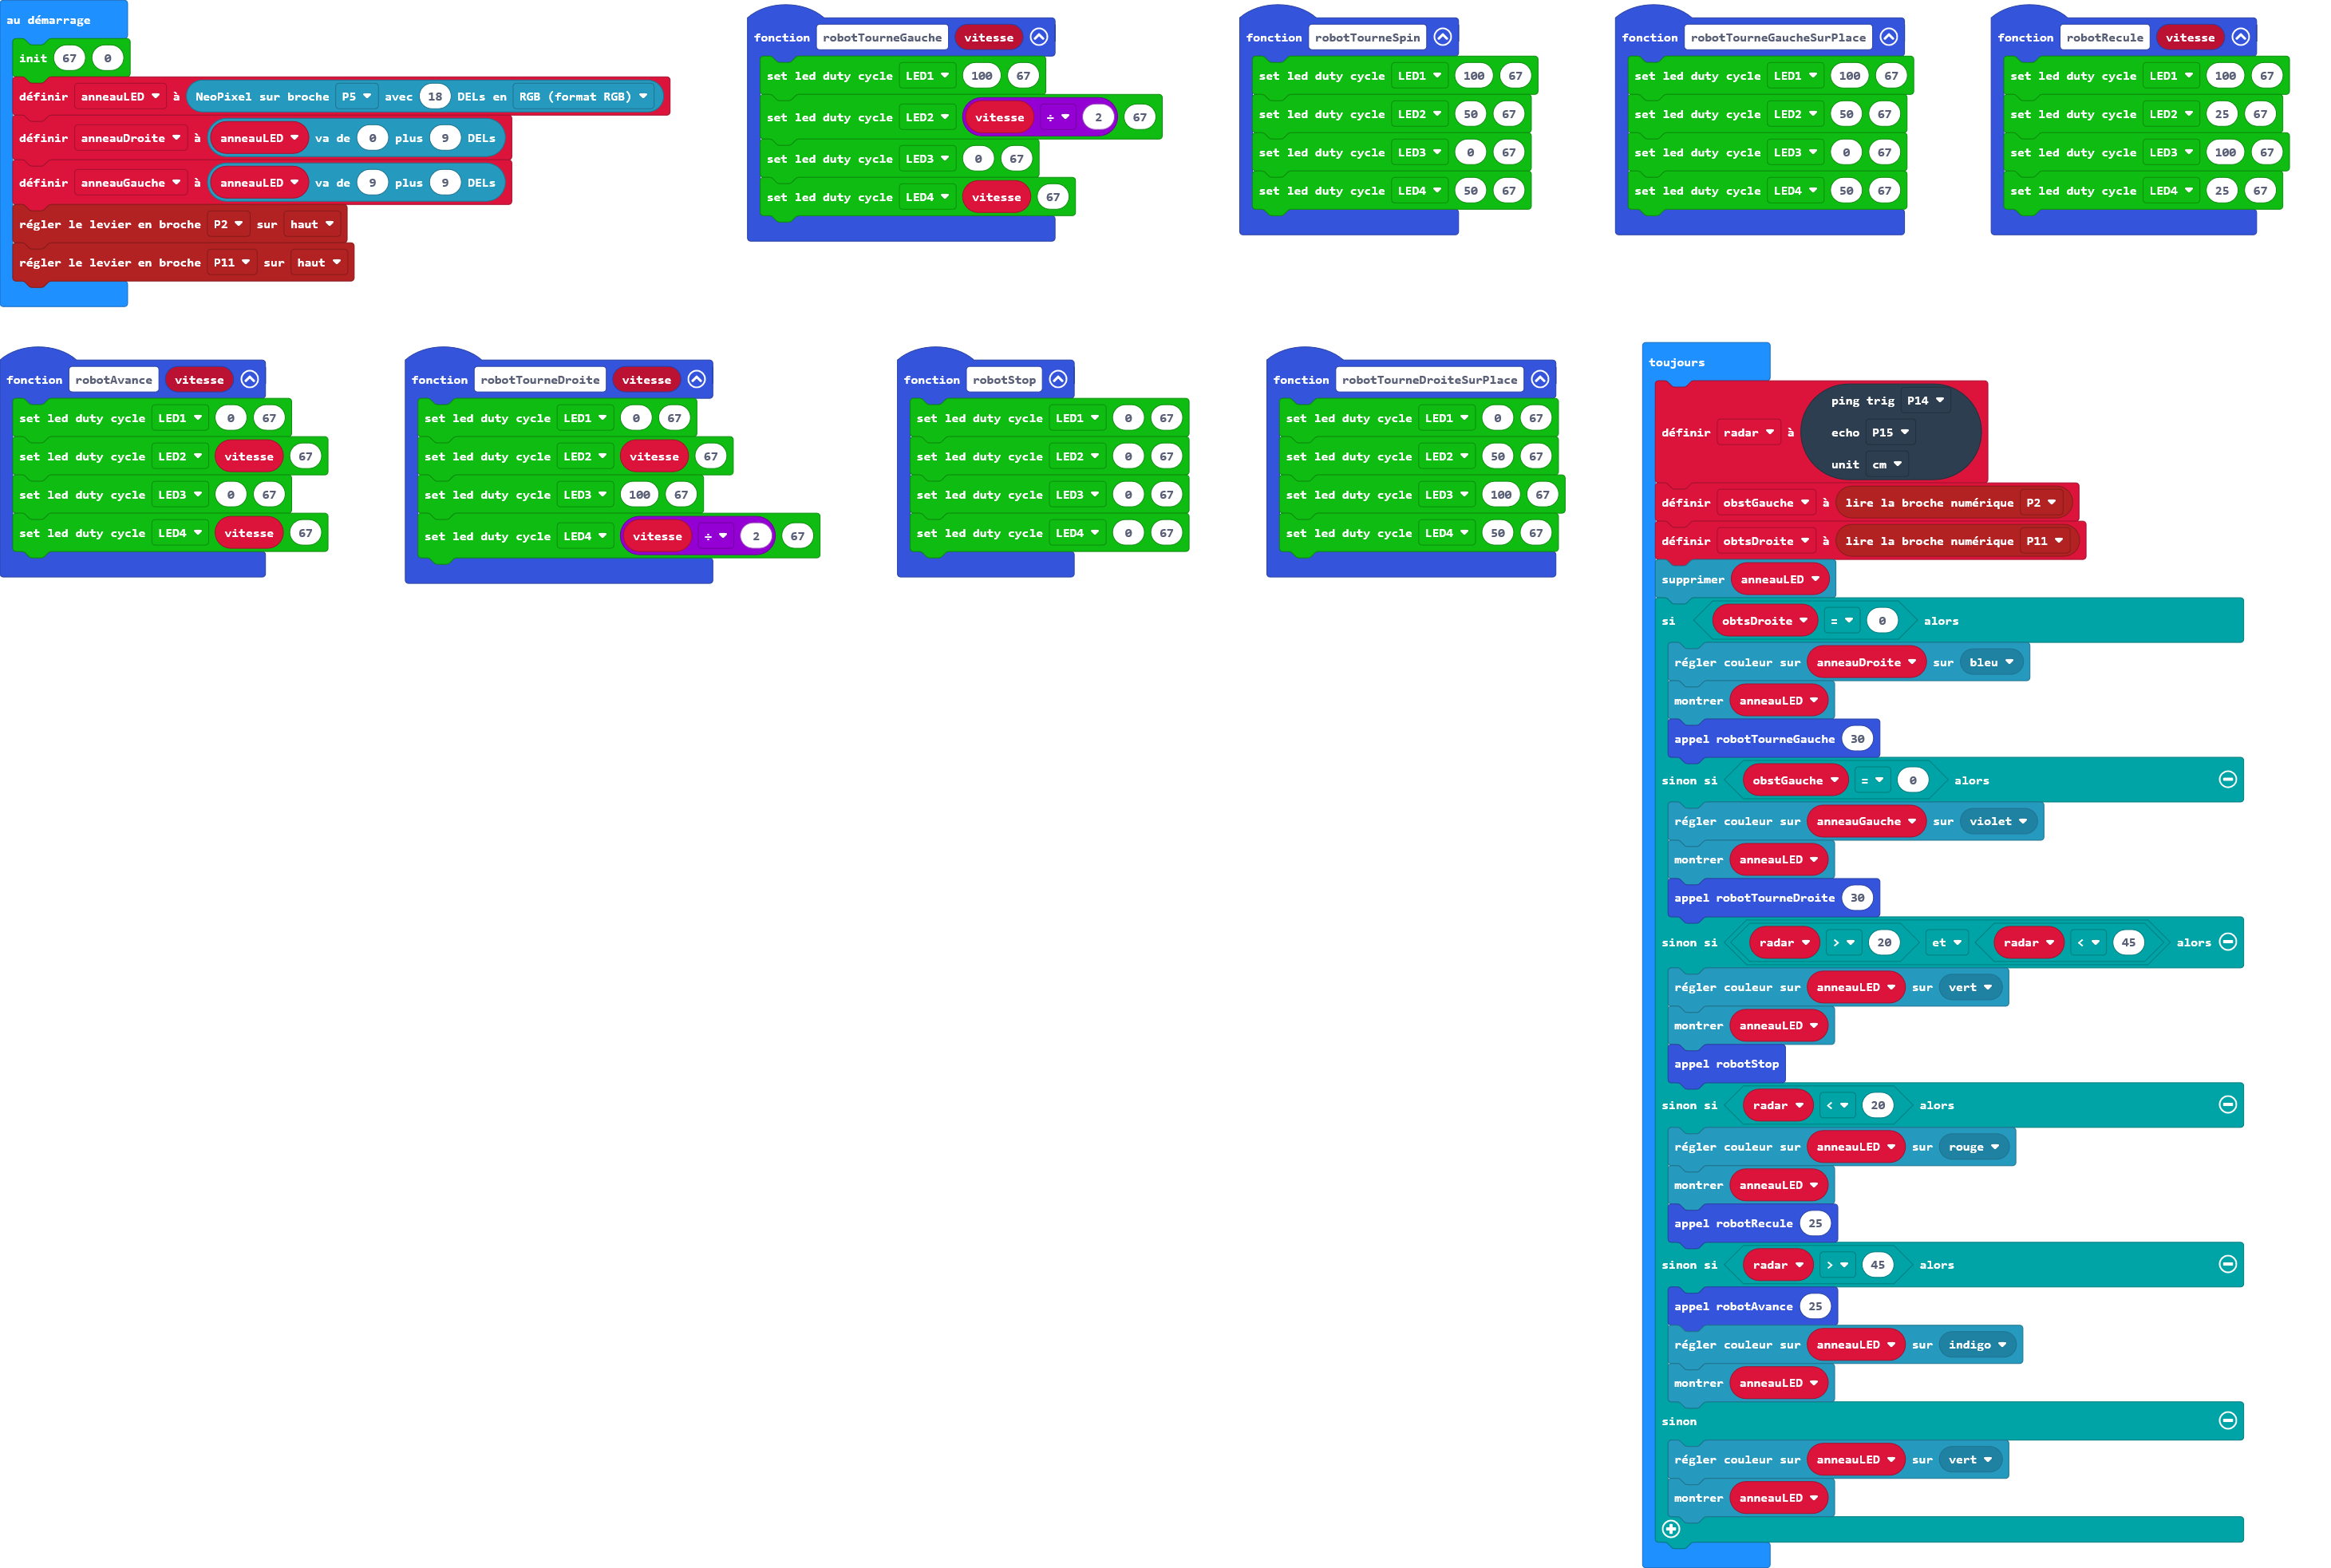 au démarrage
init 67 0
définir anneauLED à NeoPixel sur broche P5 avec 18 DELs en RGB (format RGB)
définir anneauDroite à anneauLED va de 0 plus 9 DELs
définir anneauGauche à anneauLED va de 9 plus 9 DELs
régler le levier en broche P2 sur haut
régler le levier en broche P11 sur haut
fonction robotTourneGauche vitesse
set led duty cycle LED1 100 67
set led duty cycle LED2 vitesse ÷ 2 67
set led duty cycle LED3 0 67
set led duty cycle LED4 vitesse 67
fonction robotTourneSpin
set led duty cycle LED1 100 67
set led duty cycle LED2 50 67
set led duty cycle LED3 0 67
set led duty cycle LED4 50 67
fonction robotTourneGaucheSurPlace
set led duty cycle LED1 100 67
set led duty cycle LED2 50 67
set led duty cycle LED3 0 67
set led duty cycle LED4 50 67
fonction robotRecule vitesse
set led duty cycle LED1 100 67
set led duty cycle LED2 25 67
set led duty cycle LED3 100 67
set led duty cycle LED4 25 67
fonction robotAvance vitesse
set led duty cycle LED1 0 67
set led duty cycle LED2 vitesse 67
set led duty cycle LED3 0 67
set led duty cycle LED4 vitesse 67
fonction robotTourneDroite vitesse
set led duty cycle LED1 0 67
set led duty cycle LED2 vitesse 67
set led duty cycle LED3 100 67
set led duty cycle LED4 vitesse ÷ 2 67
fonction robotStop
set led duty cycle LED1 0 67
set led duty cycle LED2 0 67
set led duty cycle LED3 0 67
set led duty cycle LED4 0 67
fonction robotTourneDroiteSurPlace
set led duty cycle LED1 0 67
set led duty cycle LED2 50 67
set led duty cycle LED3 100 67
set led duty cycle LED4 50 67
toujours
ping trig P14
définir radar à echo P15
unit cm
définir obstGauche à lire la broche numérique P2
définir obtsDroite à lire la broche numérique P11
supprimer anneauLED
si obtsDroite = 0 alors
régler couleur sur anneauDroite sur bleu
montrer anneauLED
appel robotTourneGauche 30
sinon si obstGauche = 0 alors
régler couleur sur anneauGauche sur violet
montrer anneauLED
appel robotTourneDroite 30
sinon si radar > 20 et radar < 45 alors
régler couleur sur anneauLED sur vert
montrer anneauLED
appel robotStop
sinon si radar < 20 alors
régler couleur sur anneauLED sur rouge
montrer anneauLED
appel robotRecule 25
sinon si radar > 45 alors
appel robotAvance 25
régler couleur sur anneauLED sur indigo
montrer anneauLED
sinon
régler couleur sur anneauLED sur vert
montrer anneauLED